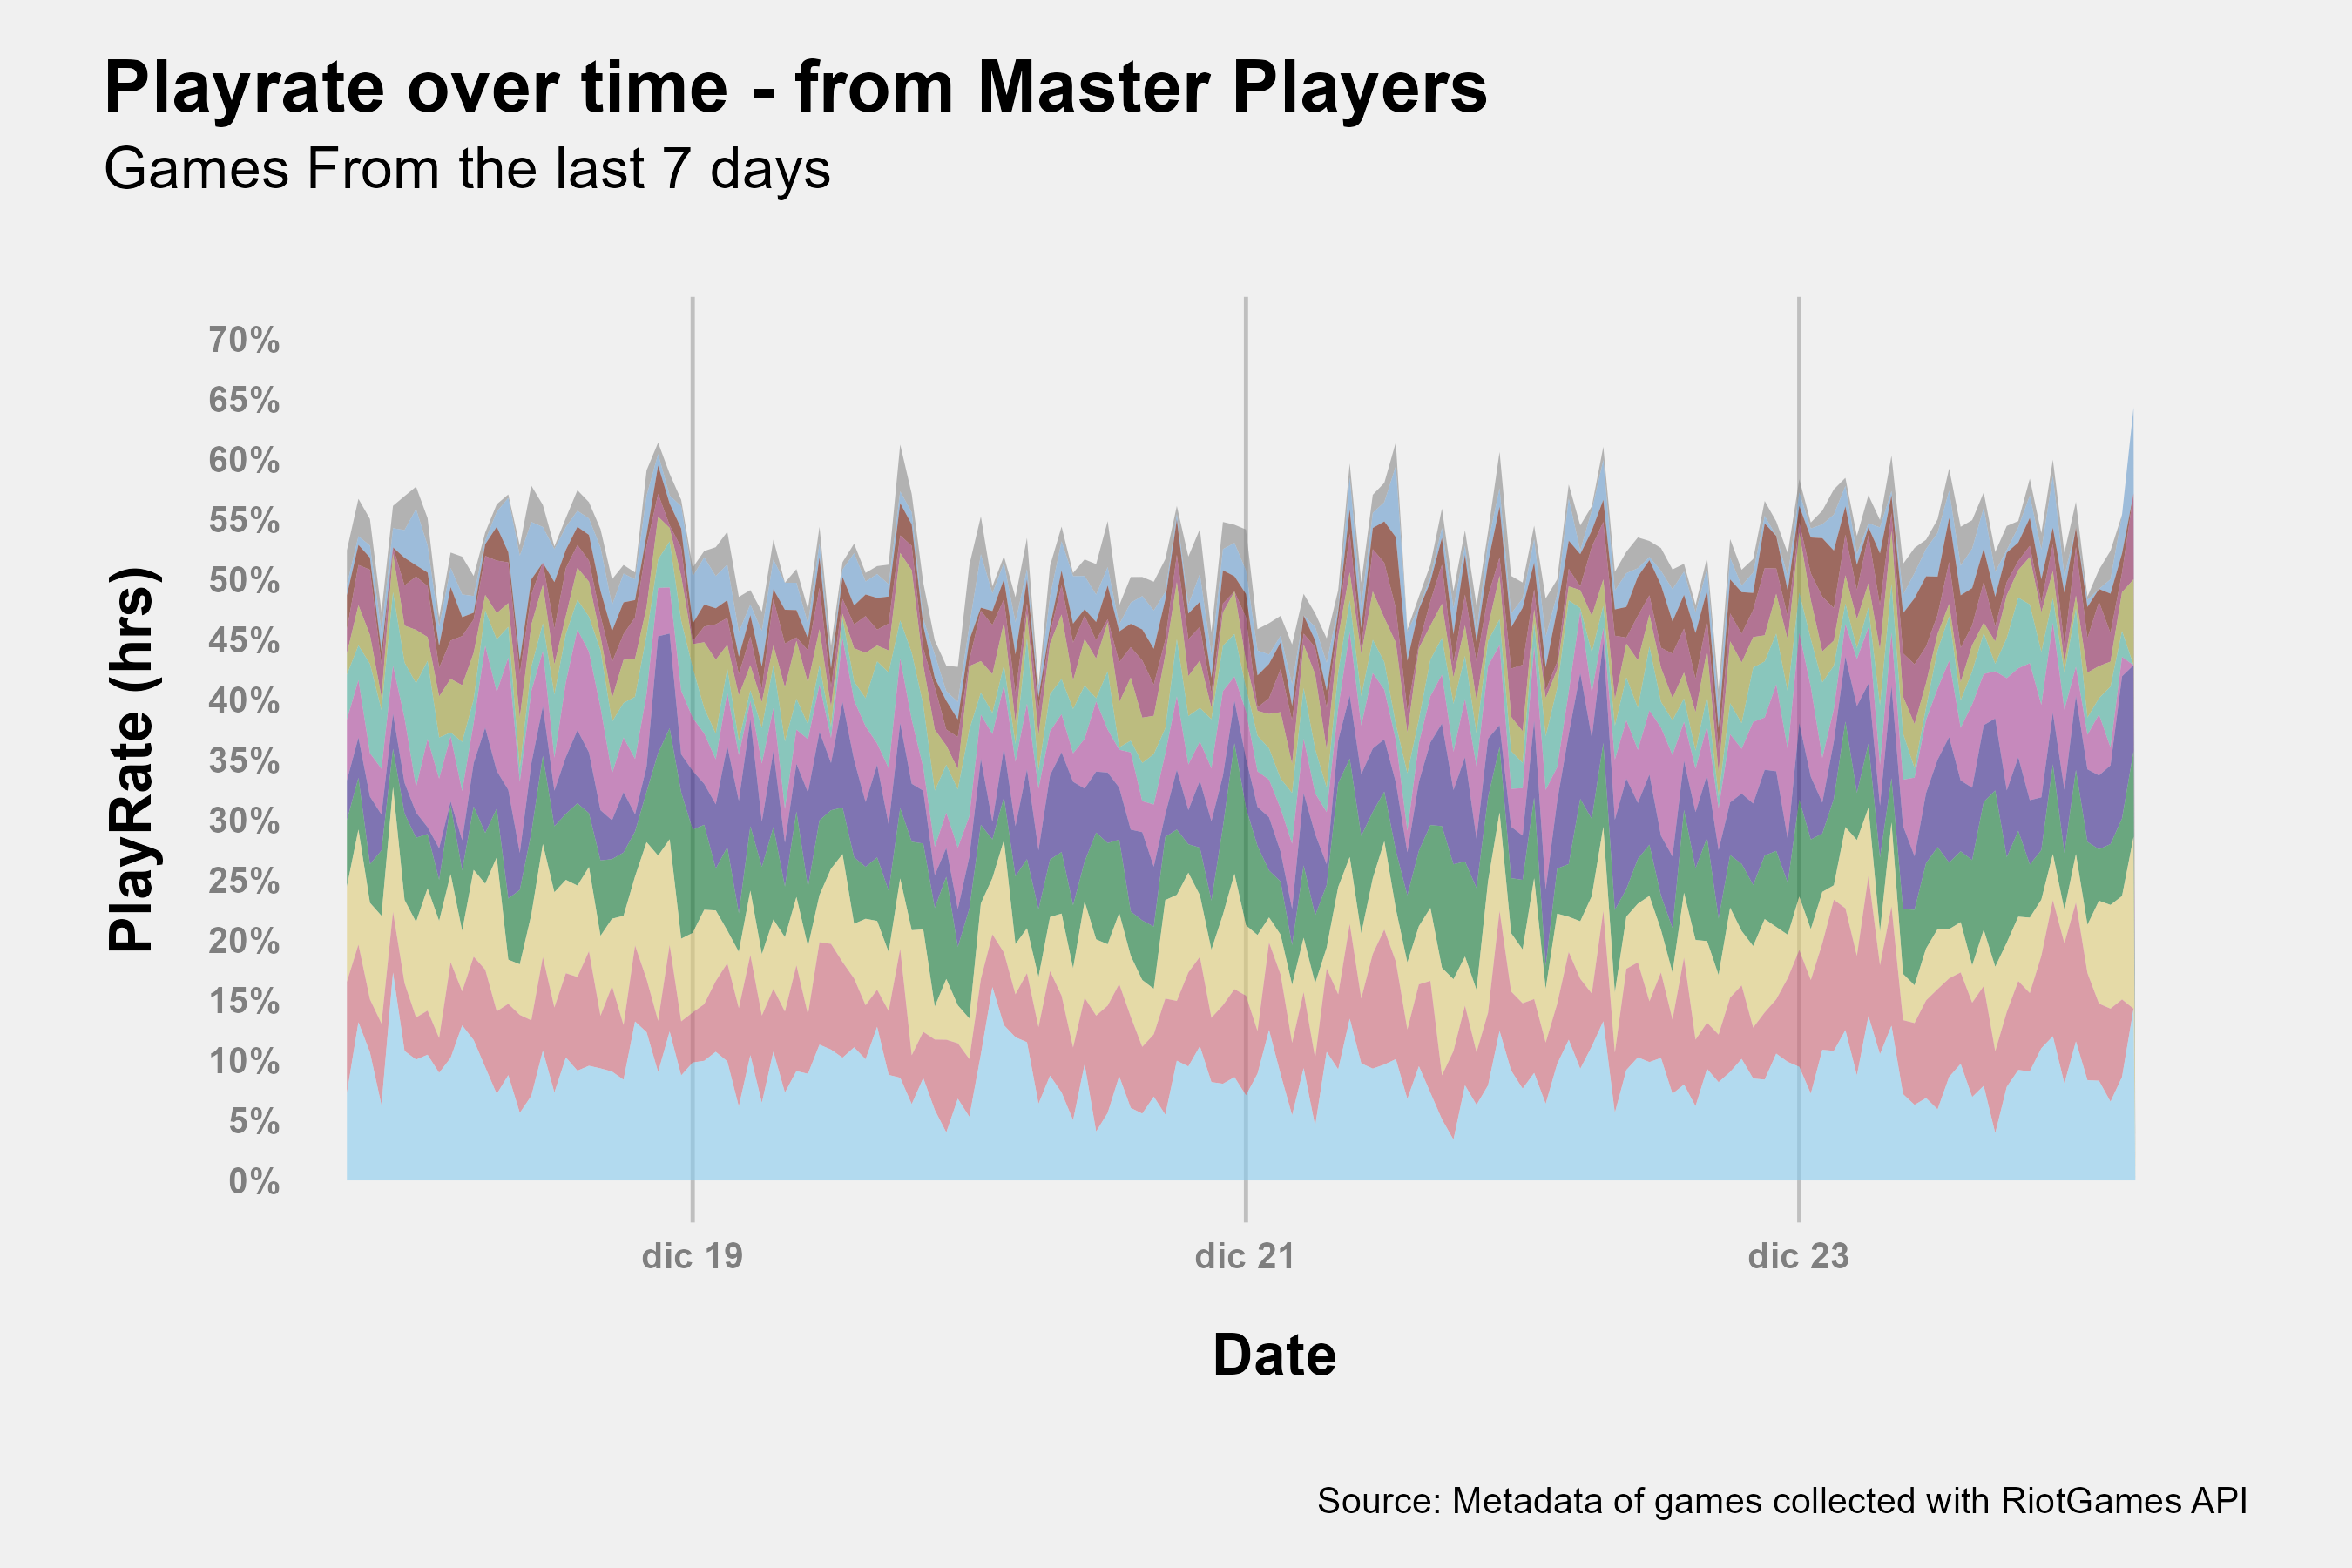 Playrate over time - from Master Players
Games From the last 7 days
PlayRate (hrs)
70%
65%
60%
55%
50%
45%
40%
35%
30%
25%
20%
15%
10%
5%
0%
dic 19
dic 21
dic 23
Date
Source: Metadata of games collected with RiotGames API